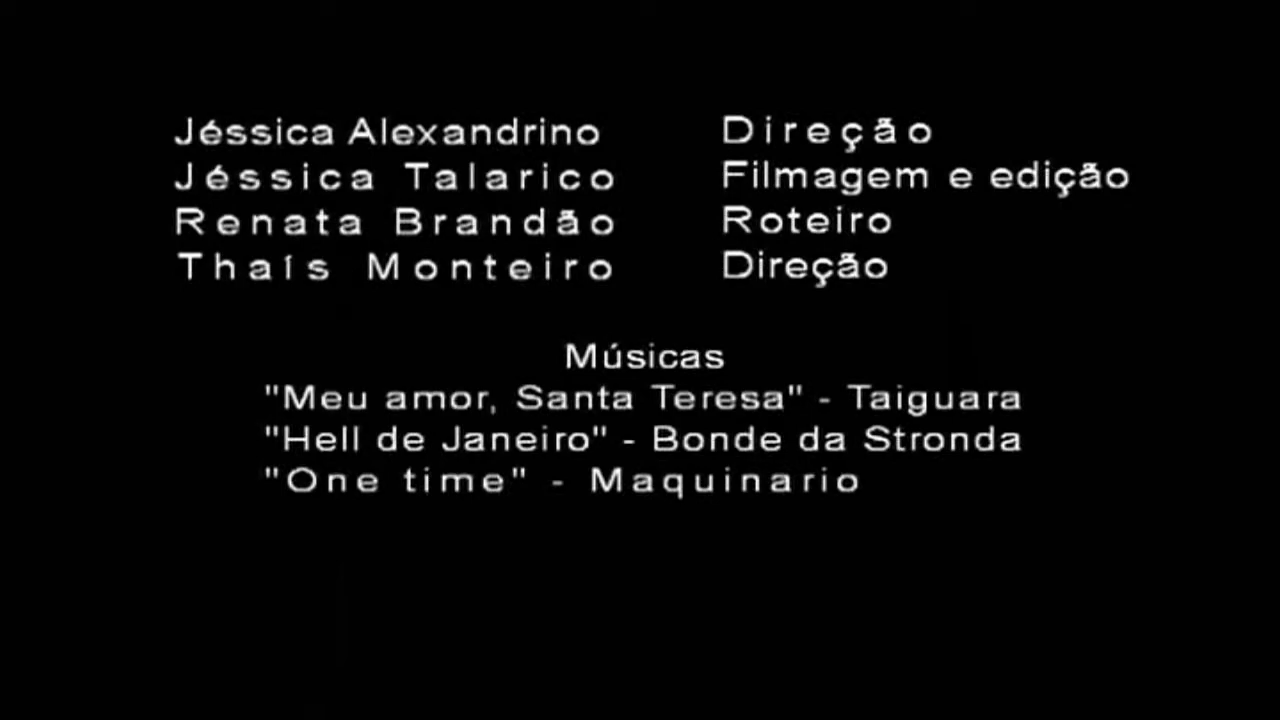 Jéssica Alexandrino Direção
Jéssica Talarico Filmagem e edição
Renata Brandão Roteiro
Thaís Monteiro Direção
Músicas
"Meu amor, Santa Teresa" - Taiguara
"Hell de Janeiro" - Bonde da Stronda
"One time" - Maquinario